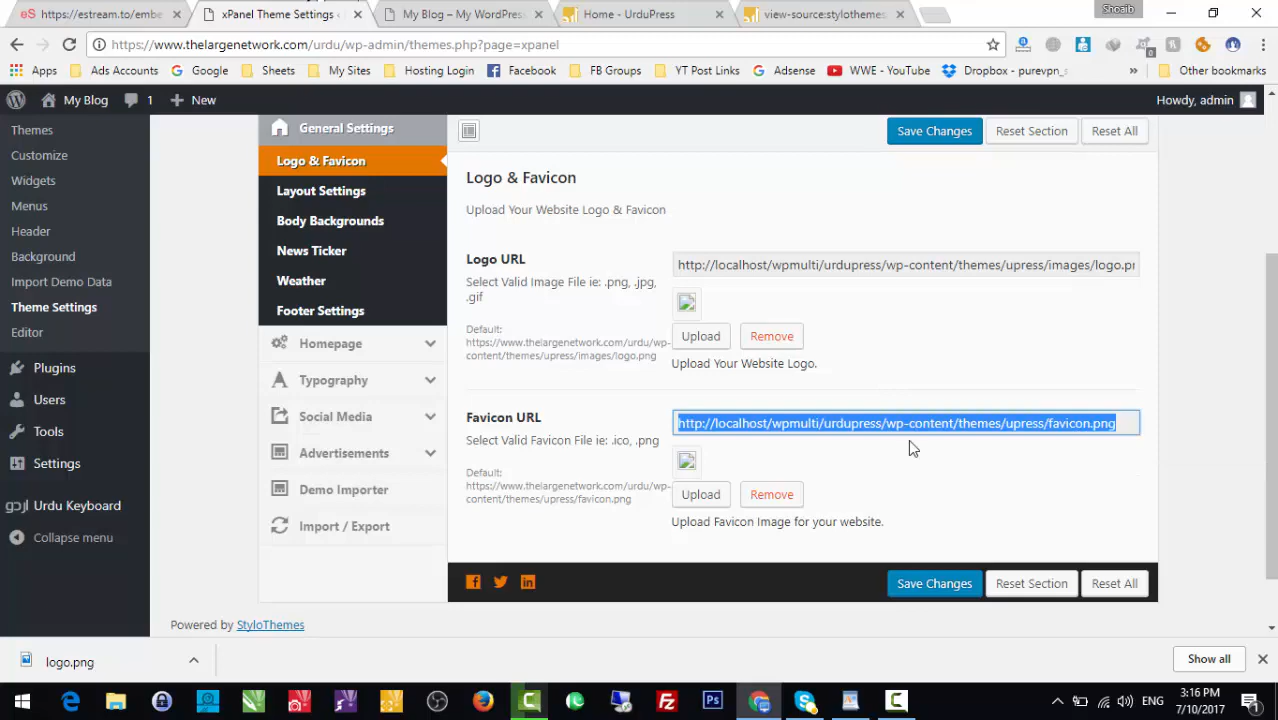 eS https://estream.to/embe
xPanel Theme Settings ‹
My Blog – My WordPress
Home - UrduPress
view-source:stylothemes
Shoaib
https://www.thelargenetwork.com/urdu/wp-admin/themes.php?page=xpanel
Apps
Ads Accounts
Google
Sheets
My Sites
Hosting Login
Facebook
FB Groups
YT Post Links
Adsense
WWE - YouTube
Dropbox - purevpn_s
»
Other bookmarks
My Blog
1
New
Howdy, admin
Themes
Customize
Widgets
Menus
Header
Background
Import Demo Data
Theme Settings
Editor
Plugins
Users
Tools
Settings
اردو Urdu Keyboard
Collapse menu
General Settings
Logo & Favicon
Layout Settings
Body Backgrounds
News Ticker
Weather
Footer Settings
Homepage
Typography
Social Media
Advertisements
Demo Importer
Import / Export
Save Changes
Reset Section
Reset All
Logo & Favicon
Upload Your Website Logo & Favicon
Logo URL
Select Valid Image File ie: .png, .jpg,
.gif
Default:
https://www.thelargenetwork.com/urdu/wp-
content/themes/upress/images/logo.png
http://localhost/wpmulti/urdupress/wp-content/themes/upress/images/logo.pr
Upload
Remove
Upload Your Website Logo.
Favicon URL
Select Valid Favicon File ie: .ico, .png
Default:
https://www.thelargenetwork.com/urdu/wp-
content/themes/upress/favicon.png
http://localhost/wpmulti/urdupress/wp-content/themes/upress/favicon.png
Upload
Remove
Upload Favicon Image for your website.
Save Changes
Reset Section
Reset All
Powered by StyloThemes
logo.png
Show all
ENG
3:16 PM
7/10/2017